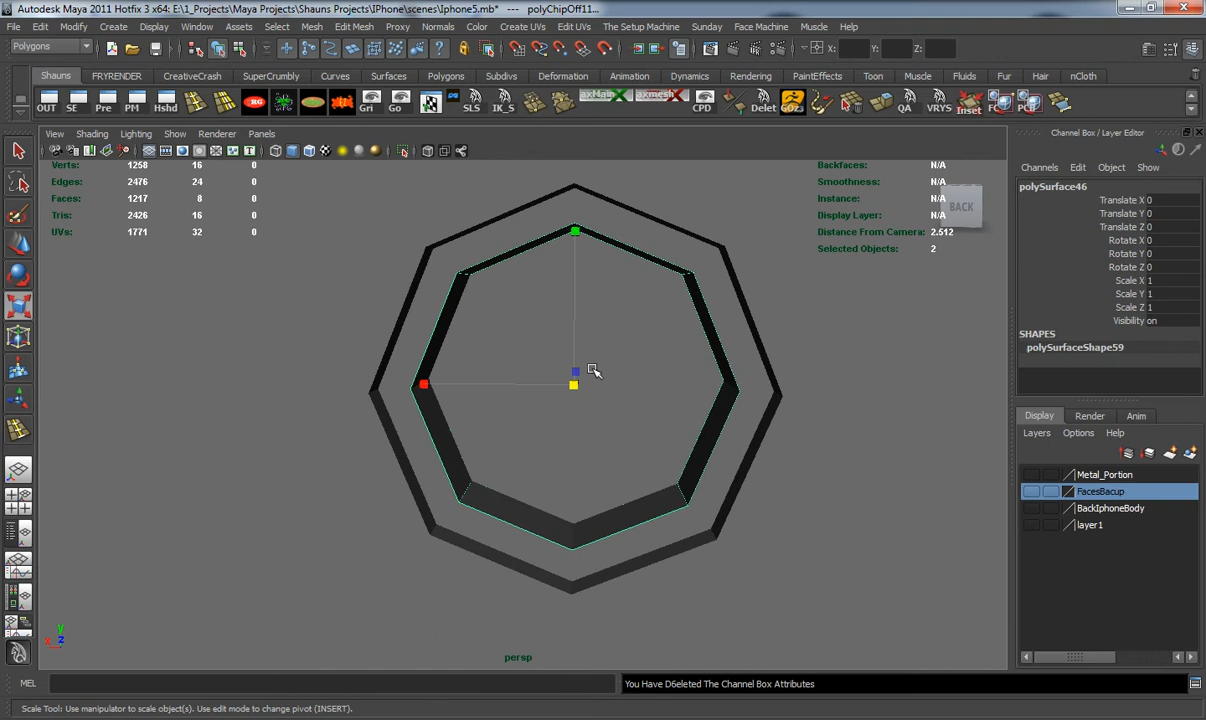 Autodesk Maya 2011 Hotfix 3 x64: E:\1_Projects\Maya Projects\Shauns Projects\IPhone\scenes\Iphone5.mb* --- polyChipOff11...
File Edit Modify Create Display Window Assets Select Mesh Edit Mesh Proxy Normals Color Create UVs Edit UVs The Setup Machine Sunday Face Machine Muscle Help
Polygons X: Y: Z:
Shauns FRYRENDER CreativeCrash SuperCrumbly Curves Surfaces Polygons Subdivs Deformation Animation Dynamics Rendering PaintEffects Toon Muscle Fluids Fur Hair nCloth
OUT SE Pre PM Hshd Gri Go SLS IK_S axMain axmesh CPD Delet GOz3 QA VRYS Inset
View Shading Lighting Show Renderer Panels
Channel Box / Layer Editor
Channels Edit Object Show
Verts: 1258 16 0
Edges: 2476 24 0
Faces: 1217 8 0
Tris: 2426 16 0
UVs: 1771 32 0
Backfaces: N/A
Smoothness: N/A
Instance: N/A
Display Layer: N/A
Distance From Camera: 2.512
Selected Objects: 2
BACK
polySurface46
Translate X 0
Translate Y 0
Translate Z 0
Rotate X 0
Rotate Y 0
Rotate Z 0
Scale X 1
Scale Y 1
Scale Z 1
Visibility on
SHAPES
polySurfaceShape59
Display Render Anim
Layers Options Help
Metal_Portion
FacesBacup
BackIphoneBody
layer1
y
x z
persp
MEL
You Have D6eleted The Channel Box Attributes
Scale Tool: Use manipulator to scale object(s). Use edit mode to change pivot (INSERT).